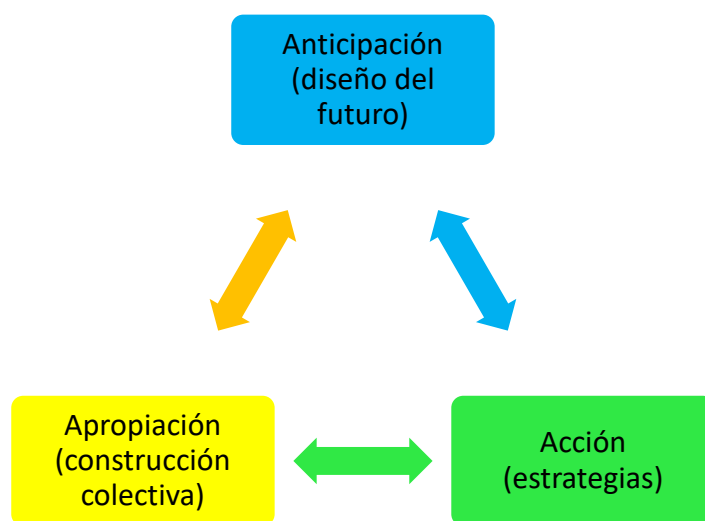 Anticipación
(diseño del
futuro)
Apropiación
(construcción
colectiva)
Acción
(estrategias)